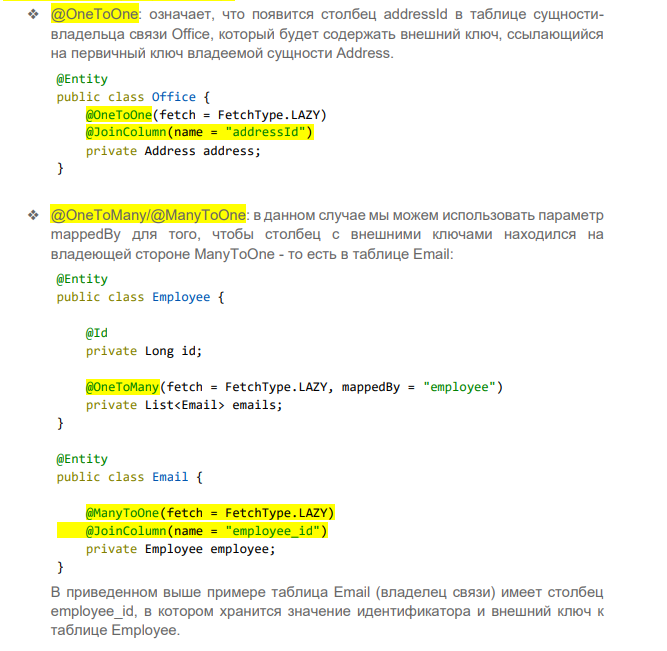 ❖ @OneToOne: означает, что появится столбец addressId в таблице сущности-
владельца связи Office, который будет содержать внешний ключ, ссылающийся
на первичный ключ владеемой сущности Address.
@Entity
public class Office {
@OneToOne(fetch = FetchType.LAZY)
@JoinColumn(name = "addressId")
private Address address;
}
❖ @OneToMany/@ManyToOne: в данном случае мы можем использовать параметр
mappedBy для того, чтобы столбец с внешними ключами находился на
владеющей стороне ManyToOne - то есть в таблице Email:
@Entity
public class Employee {
@Id
private Long id;
@OneToMany(fetch = FetchType.LAZY, mappedBy = "employee")
private List<Email> emails;
}
@Entity
public class Email {
@ManyToOne(fetch = FetchType.LAZY)
@JoinColumn(name = "employee_id")
private Employee employee;
}
В приведенном выше примере таблица Email (владелец связи) имеет столбец
employee_id, в котором хранится значение идентификатора и внешний ключ к
таблице Employee.